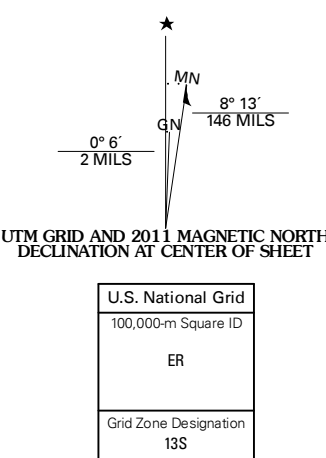 ★
MN
8° 13´
146 MILS
GN
0° 6´
2 MILS
UTM GRID AND 2011 MAGNETIC NORTH
DECLINATION AT CENTER OF SHEET
U.S. National Grid
100,000-m Square ID
ER
Grid Zone Designation
13S